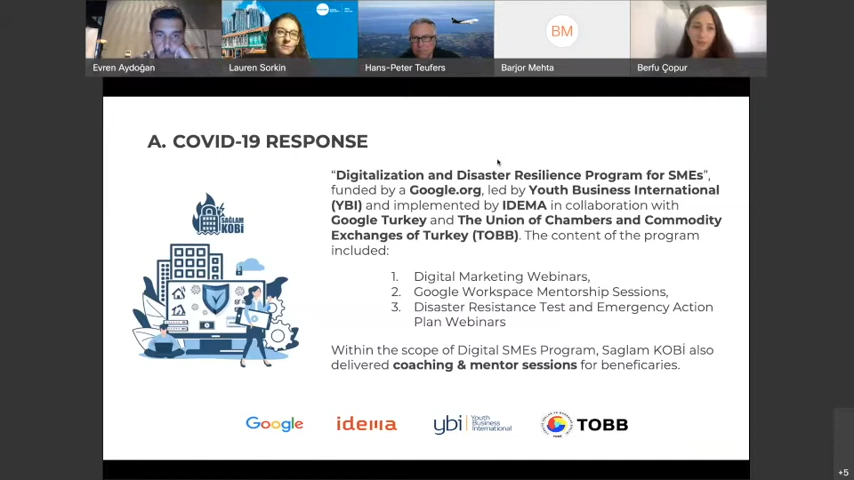 BM
Evren Aydoğan
Lauren Sorkin
Hans-Peter Teufers
Barjor Mehta
Berfu Çopur
A. COVID-19 RESPONSE
“Digitalization and Disaster Resilience Program for SMEs”,
funded by a Google.org, led by Youth Business International
(YBI) and implemented by IDEMA in collaboration with
Google Turkey and The Union of Chambers and Commodity
Exchanges of Turkey (TOBB). The content of the program
included:
1. Digital Marketing Webinars,
2. Google Workspace Mentorship Sessions,
3. Disaster Resistance Test and Emergency Action
Plan Webinars
Within the scope of Digital SMEs Program, Saglam KOBİ also
delivered coaching & mentor sessions for beneficaries.
SAĞLAM
KOBİ
Google
idema
ybi Youth
Business
International
TOBB
+5